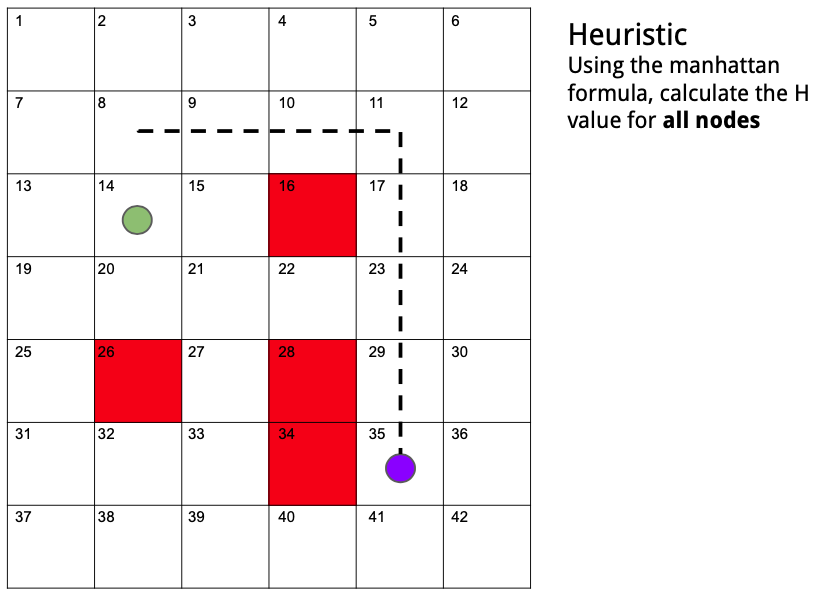 1 2 3 4 5 6
Heuristic
Using the manhattan
formula, calculate the H
value for all nodes
7 8 9 10 11 12
13 14 15 16 17 18
19 20 21 22 23 24
25 26 27 28 29 30
31 32 33 34 35 36
37 38 39 40 41 42